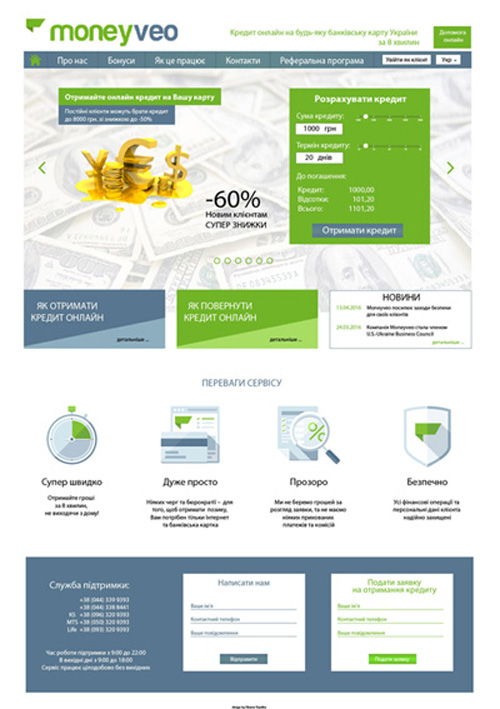 moneyveo
Кредит онлайн на будь-яку банківську карту України
за 8 хвилин
Допомога
онлайн
Про нас
Бонуси
Як це працює
Контакти
Реферальна програма
Увійти як клієнт
Укр
Отримайте онлайн кредит на Вашу карту
Постійні клієнти можуть брати кредит
до 8000 грн. зі знижкою до -50%
-60%
Новим клієнтам
СУПЕР ЗНИЖКИ
Розрахувати кредит
Сума кредиту:
1000 грн
Термін кредиту:
20 днів
До погашення:
Кредит: 1000,00
Відсотки: 101,20
Всього: 1101,20
Отримати кредит
ЯК ОТРИМАТИ
КРЕДИТ ОНЛАЙН
детальніше ...
ЯК ПОВЕРНУТИ
КРЕДИТ ОНЛАЙН
детальніше ...
НОВИНИ
13.04.2016 Moneyveo посилює заходи безпеки
для своїх клієнтів
24.03.2016 Компанія Moneyveo стала членом
U.S.-Ukraine Business Council
детальніше ...
ПЕРЕВАГИ СЕРВІСУ
Супер швидко
Отримайте гроші
за 8 хвилин,
не виходячи з дому!
Дуже просто
Ніяких черг та бюрократії – для
того, щоб отримати позику,
Вам потрібен тільки інтернет
та банківська картка
Прозоро
Ми не беремо грошей за
розгляд заявки, та не маємо
ніяких прихованих
платежів та комісій
Безпечно
Усі фінансові операції та
персональні дані клієнта
надійно захищені
Служба підтримки:
+38 (044) 339 9393
+38 (044) 338 8441
KS +38 (096) 320 9393
MTS +38 (050) 320 9393
Life +38 (093) 320 9393
Час роботи підтримки з 9:00 до 22:00
В вихідні дні з 9:00 до 18:00
Сервіс працює цілодобово без вихідних
Написати нам
Ваше ім'я
Контактний телефон
Ваше повідомлення
Відправити
Подати заявку
на отримання кредиту
Ваше ім'я
Контактний телефон
Ваше повідомлення
Подати заявку